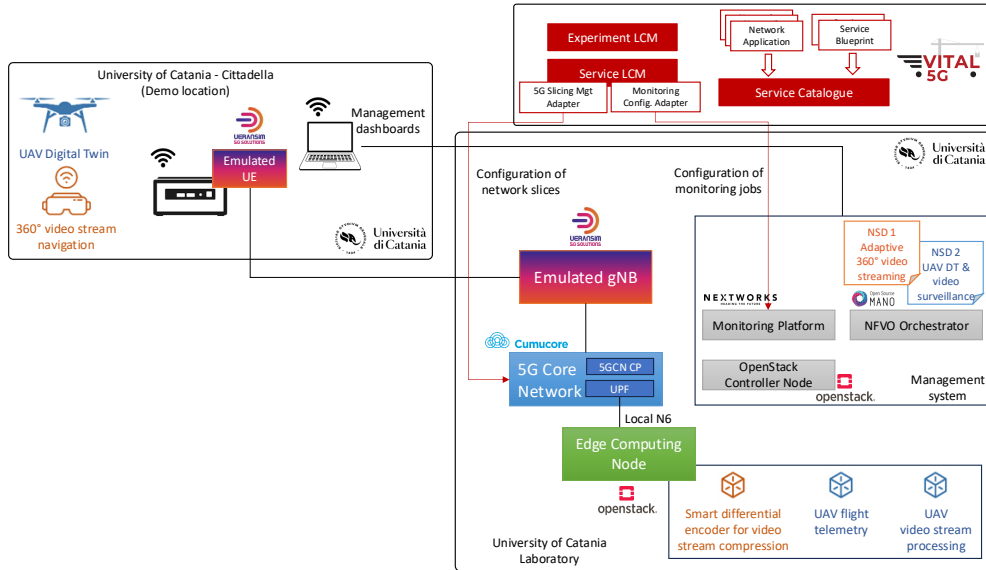 Experiment LCM
Service LCM
5G Slicing Mgt
Adapter
Monitoring
Config. Adapter
Network
Application
Service
Blueprint
Service Catalogue
VITAL
5G
University of Catania - Cittadella
(Demo location)
UAV Digital Twin
360° video stream
navigation
VERANSIM
5G SOLUTIONS
Emulated
UE
Management
dashboards
Università
di Catania
Università
di Catania
Configuration of
network slices
Configuration of
monitoring jobs
VERANSIM
5G SOLUTIONS
Emulated gNB
Cumucore
5G Core
Network
5GCN CP
UPF
Local N6
Edge Computing
Node
openstack.
University of Catania
Laboratory
NSD 1
Adaptive
360° video
streaming
NSD 2
UAV DT &
video
surveillance
NEXTWORKS
Open Source
MANO
Monitoring Platform
NFVO Orchestrator
OpenStack
Controller Node
openstack.
Management
system
Smart differential
encoder for video
stream compression
UAV flight
telemetry
UAV
video stream
processing